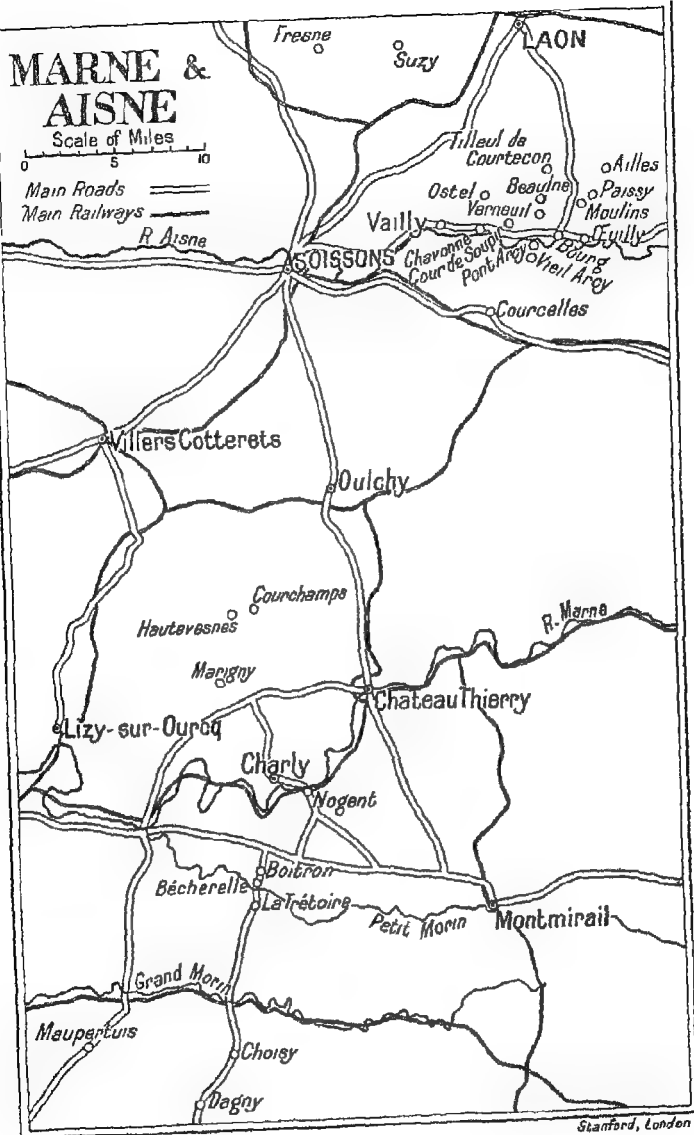 Fresne
Suzy
LAON
MARNE &
AISNE
Scale of Miles
0 5 10
Main Roads
Main Railways
Tilleul de
Courtecon
Ailles
Ostel
Beaulne
Paissy
Verneuil
Moulins
Vailly
Œuilly
R. Aisne
SOISSONS
Chavonne
Cour de Soupir
Pont Arcy
Bourg
Vieil Arcy
Courcelles
Villers Cotterets
Oulchy
Courchamps
Hautevesnes
R. Marne
Marigny
Chateau Thierry
Lizy-sur-Ourcq
Charly
Nogent
Boitron
Bécherelle
La Trétoire
Petit Morin
Montmirail
Grand Morin
Maupertuis
Choisy
Dagny
Stanford, London